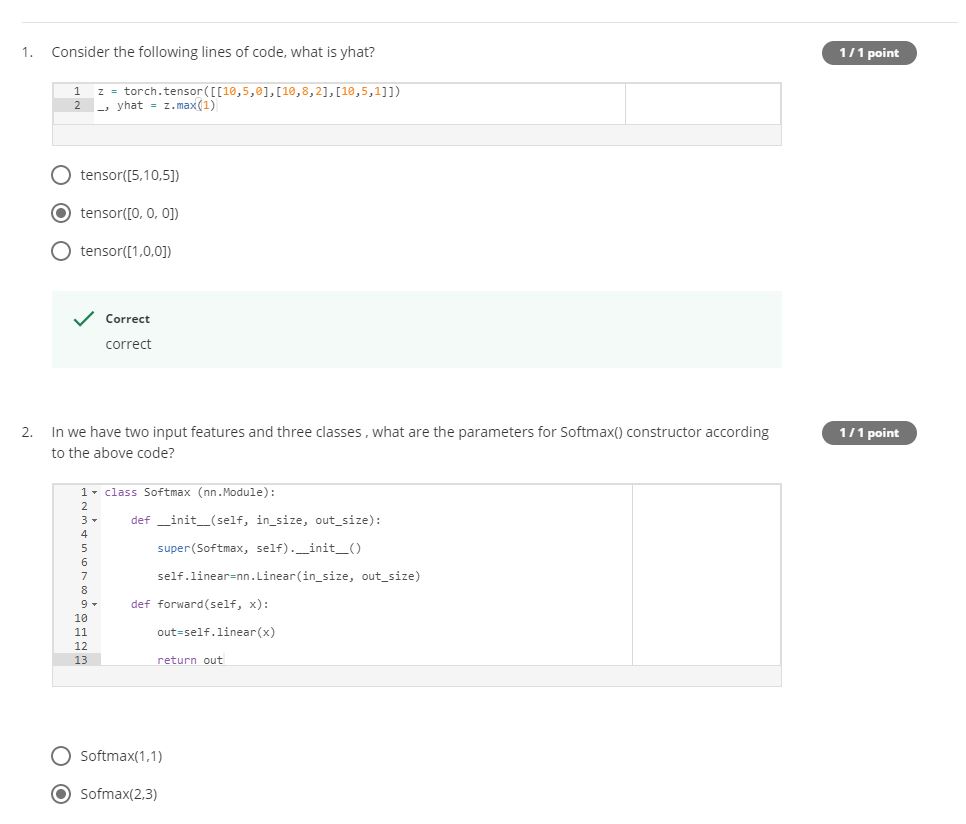 1. Consider the following lines of code, what is yhat?
1 / 1 point
1 z = torch.tensor([[10,5,0],[10,8,2],[10,5,1]])
2 _, yhat = z.max(1)
tensor([5,10,5])
tensor([0, 0, 0])
tensor([1,0,0])
Correct
correct
2. In we have two input features and three classes , what are the parameters for Softmax() constructor according
to the above code?
1 / 1 point
1 class Softmax (nn.Module):
2
3 def __init__(self, in_size, out_size):
4
5 super(Softmax, self).__init__()
6
7 self.linear=nn.Linear(in_size, out_size)
8
9 def forward(self, x):
10
11 out=self.linear(x)
12
13 return out
Softmax(1,1)
Sofmax(2,3)